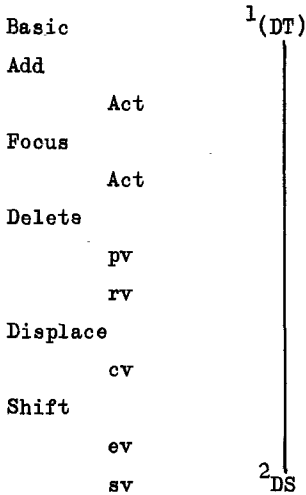 Basic ¹(DT)
Add
Act
Focus
Act
Delete
pv
rv
Displace
cv
Shift
ev
sv ²DS